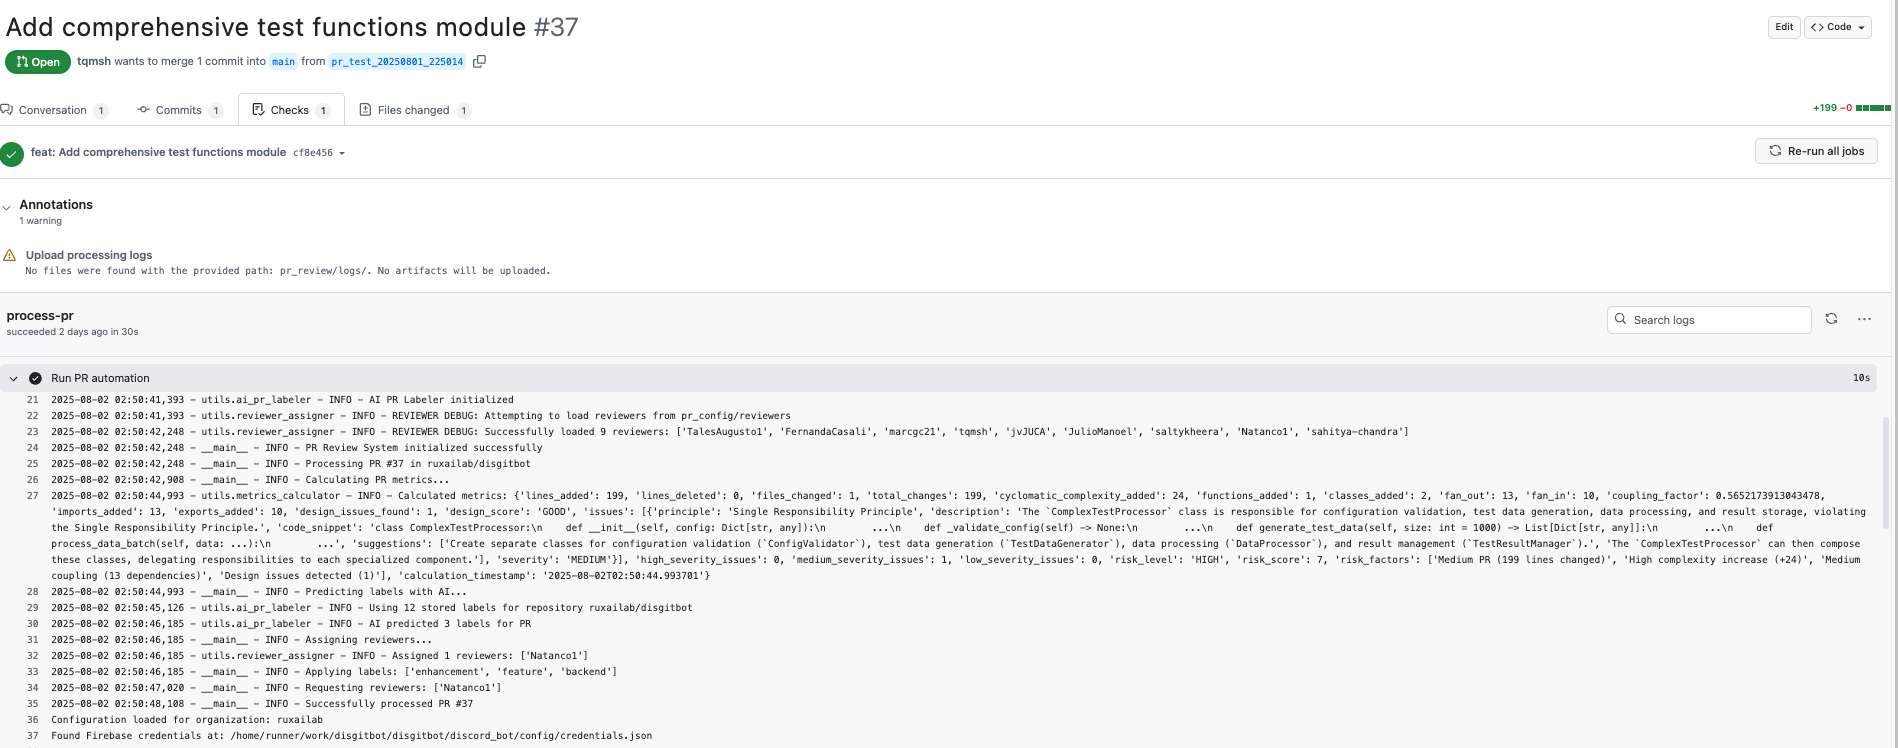 Add comprehensive test functions module #37
Edit
<> Code
Open
tqmsh wants to merge 1 commit into main from pr_test_20250801_225014
Conversation 1
Commits 1
Checks 1
Files changed 1
+199 −0
feat: Add comprehensive test functions module cf8e456
Re-run all jobs
Annotations
1 warning
Upload processing logs
No files were found with the provided path: pr_review/logs/. No artifacts will be uploaded.
process-pr
succeeded 2 days ago in 30s
Search logs
Run PR automation
10s
21 2025-08-02 02:50:41,393 - utils.ai_pr_labeler - INFO - AI PR Labeler initialized
22 2025-08-02 02:50:41,393 - utils.reviewer_assigner - INFO - REVIEWER DEBUG: Attempting to load reviewers from pr_config/reviewers
23 2025-08-02 02:50:42,248 - utils.reviewer_assigner - INFO - REVIEWER DEBUG: Successfully loaded 9 reviewers: ['TalesAugusto1', 'FernandaCasali', 'marcgc21', 'tqmsh', 'jvJUCA', 'JulioManoel', 'saltykheera', 'Natanco1', 'sahitya-chandra']
24 2025-08-02 02:50:42,248 - __main__ - INFO - PR Review System initialized successfully
25 2025-08-02 02:50:42,248 - __main__ - INFO - Processing PR #37 in ruxailab/disgitbot
26 2025-08-02 02:50:42,908 - __main__ - INFO - Calculating PR metrics...
27 2025-08-02 02:50:44,993 - utils.metrics_calculator - INFO - Calculated metrics: {'lines_added': 199, 'lines_deleted': 0, 'files_changed': 1, 'total_changes': 199, 'cyclomatic_complexity_added': 24, 'functions_added': 1, 'classes_added': 2, 'fan_out': 13, 'fan_in': 10, 'coupling_factor': 0.5652173913043478,
'imports_added': 13, 'exports_added': 10, 'design_issues_found': 1, 'design_score': 'GOOD', 'issues': [{'principle': 'Single Responsibility Principle', 'description': 'The `ComplexTestProcessor` class is responsible for configuration validation, test data generation, data processing, and result storage, violating
the Single Responsibility Principle.', 'code_snippet': 'class ComplexTestProcessor:\n    def __init__(self, config: Dict[str, any]):\n        ...\n    def _validate_config(self) -> None:\n        ...\n    def generate_test_data(self, size: int = 1000) -> List[Dict[str, any]]:\n        ...\n    def
process_data_batch(self, data: ...):\n        ...', 'suggestions': ['Create separate classes for configuration validation (`ConfigValidator`), test data generation (`TestDataGenerator`), data processing (`DataProcessor`), and result management (`TestResultManager`).', 'The `ComplexTestProcessor` can then compose
these classes, delegating responsibilities to each specialized component.'], 'severity': 'MEDIUM'}], 'high_severity_issues': 0, 'medium_severity_issues': 1, 'low_severity_issues': 0, 'risk_level': 'HIGH', 'risk_score': 7, 'risk_factors': ['Medium PR (199 lines changed)', 'High complexity increase (+24)', 'Medium
coupling (13 dependencies)', 'Design issues detected (1)'], 'calculation_timestamp': '2025-08-02T02:50:44.993701'}
28 2025-08-02 02:50:44,993 - __main__ - INFO - Predicting labels with AI...
29 2025-08-02 02:50:45,126 - utils.ai_pr_labeler - INFO - Using 12 stored labels for repository ruxailab/disgitbot
30 2025-08-02 02:50:46,185 - utils.ai_pr_labeler - INFO - AI predicted 3 labels for PR
31 2025-08-02 02:50:46,185 - __main__ - INFO - Assigning reviewers...
32 2025-08-02 02:50:46,185 - utils.reviewer_assigner - INFO - Assigned 1 reviewers: ['Natanco1']
33 2025-08-02 02:50:46,185 - __main__ - INFO - Applying labels: ['enhancement', 'feature', 'backend']
34 2025-08-02 02:50:47,020 - __main__ - INFO - Requesting reviewers: ['Natanco1']
35 2025-08-02 02:50:48,108 - __main__ - INFO - Successfully processed PR #37
36 Configuration loaded for organization: ruxailab
37 Found Firebase credentials at: /home/runner/work/disgitbot/disgitbot/discord_bot/config/credentials.json